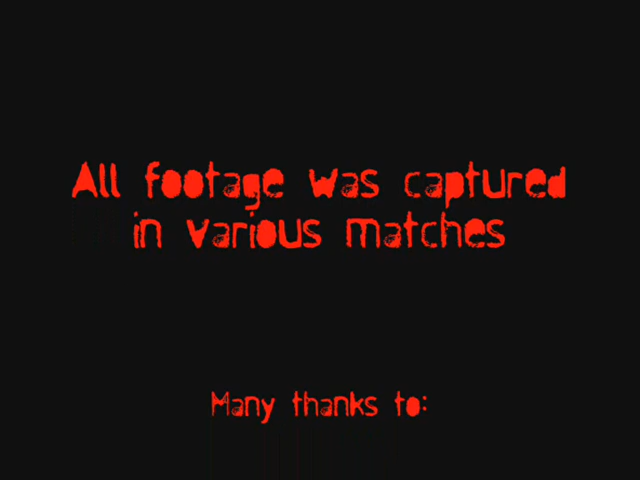 All footage was captured
in various matches
Many thanks to: